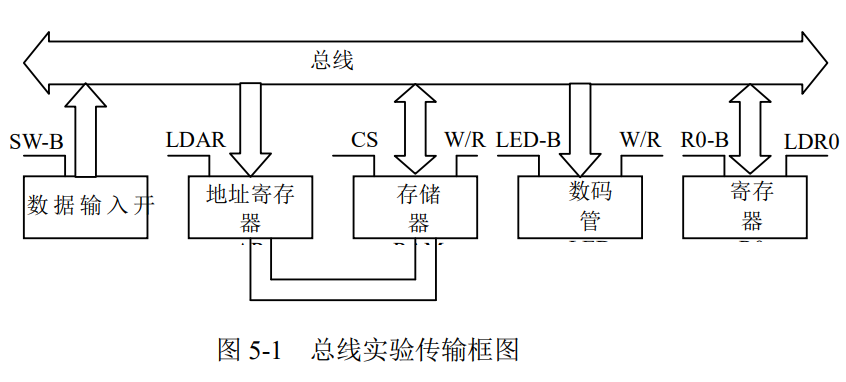 总线
SW-B
LDAR
CS
W/R
LED-B
W/R
R0-B
LDR0
数据输入开
地址寄存
器
存储
器
数码
管
寄存
器
图 5-1 总线实验传输框图